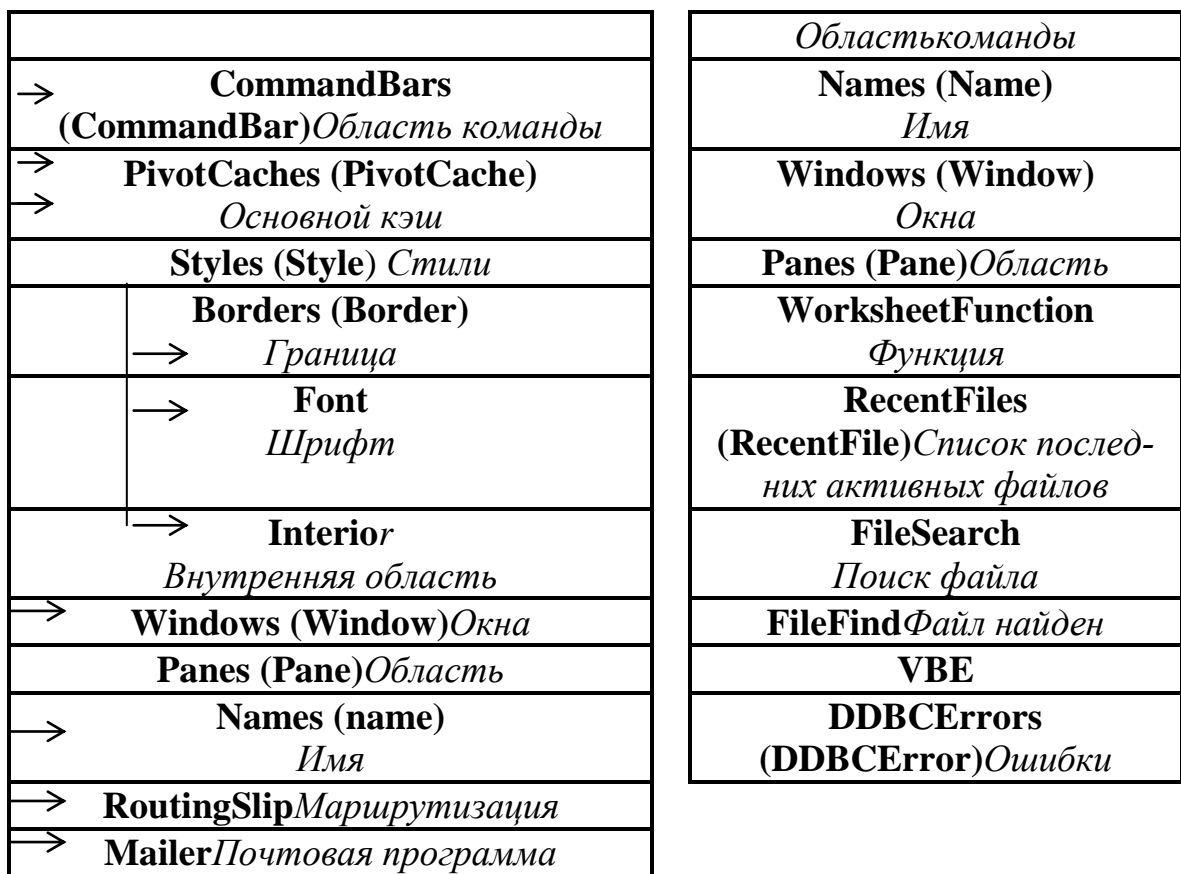 CommandBars
(CommandBar)Область команды
PivotCaches (PivotCache)
Основной кэш
Styles (Style) Стили
Borders (Border)
Граница
Font
Шрифт
Interior
Внутренняя область
Windows (Window)Окна
Panes (Pane)Область
Names (name)
Имя
RoutingSlipМаршрутизация
MailerПочтовая программа
Областькоманды
Names (Name)
Имя
Windows (Window)
Окна
Panes (Pane)Область
WorksheetFunction
Функция
RecentFiles
(RecentFile)Список послед-
них активных файлов
FileSearch
Поиск файла
FileFindФайл найден
VBE
DDBCErrors
(DDBCError)Ошибки